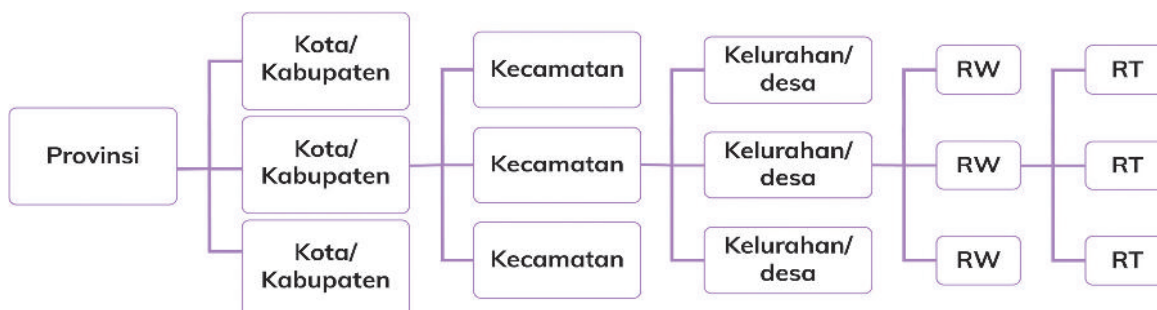 Provinsi
Kota/
Kabupaten
Kota/
Kabupaten
Kota/
Kabupaten
Kecamatan
Kecamatan
Kecamatan
Kelurahan/
desa
Kelurahan/
desa
Kelurahan/
desa
RW
RW
RW
RT
RT
RT